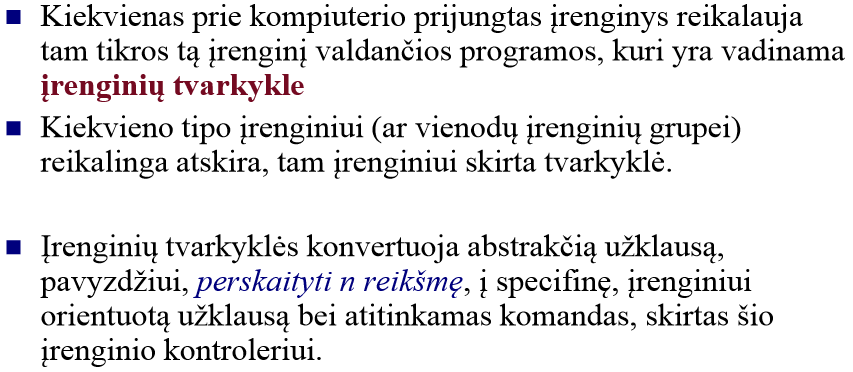 Kiekvienas prie kompiuterio prijungtas įrenginys reikalauja
tam tikros tą įrenginį valdančios programos, kuri yra vadinama
įrenginių tvarkykle
Kiekvieno tipo įrenginiui (ar vienodų įrenginių grupei)
reikalinga atskira, tam įrenginiui skirta tvarkyklė.
Įrenginių tvarkyklės konvertuoja abstrakčią užklausą,
pavyzdžiui, perskaityti n reikšmę, į specifinę, įrenginiui
orientuotą užklausą bei atitinkamas komandas, skirtas šio
įrenginio kontroleriui.